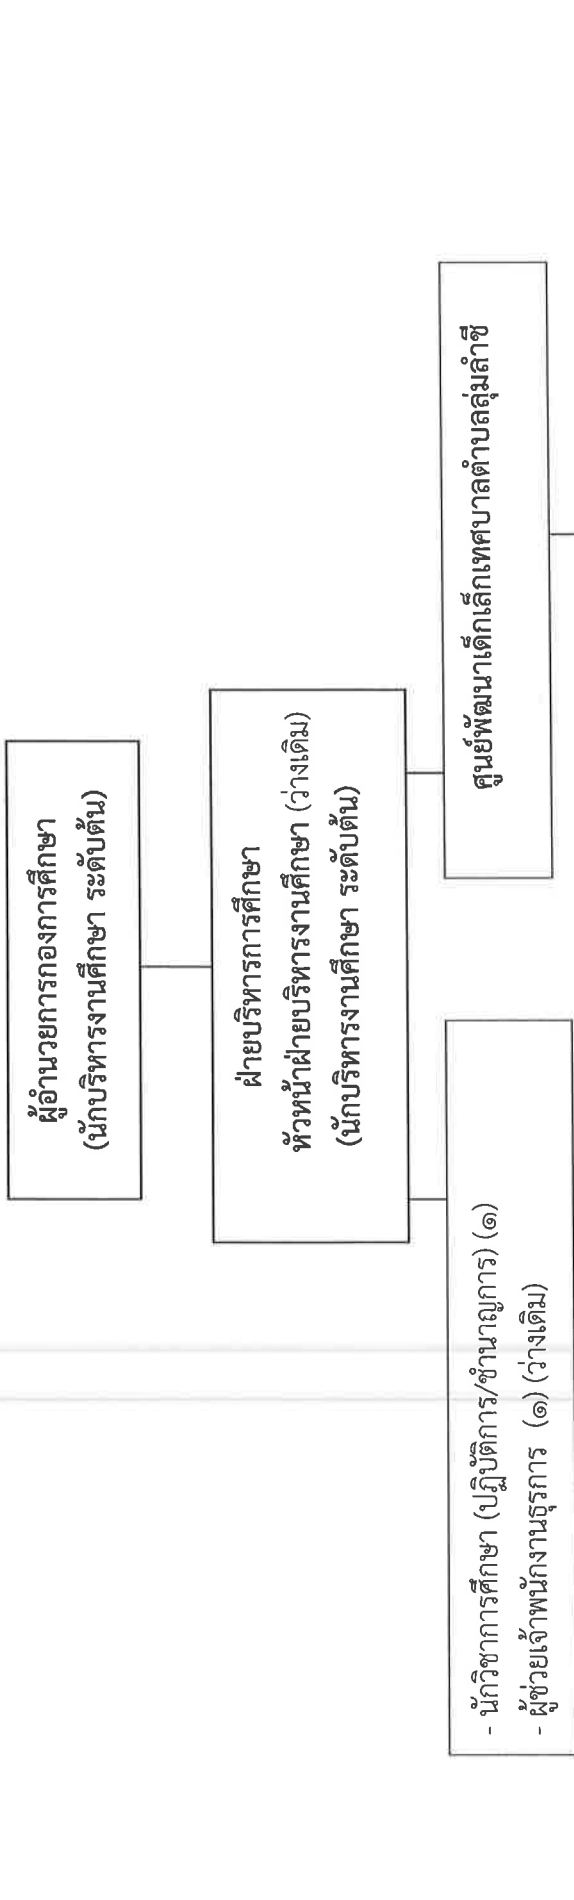 ผู้อำนวยการกองการศึกษา
(นักบริหารงานศึกษา ระดับต้น)
ฝ่ายบริหารการศึกษา
หัวหน้าฝ่ายบริหารงานศึกษา (ว่างเดิม)
(นักบริหารงานศึกษา ระดับต้น)
- นักวิชาการศึกษา (ปฏิบัติการ/ชำนาญการ) (๑)
- ผู้ช่วยเจ้าพนักงานธุรการ (๑) (ว่างเดิม)
ศูนย์พัฒนาเด็กเล็กเทศบาลตำบลลุ่มลำชี